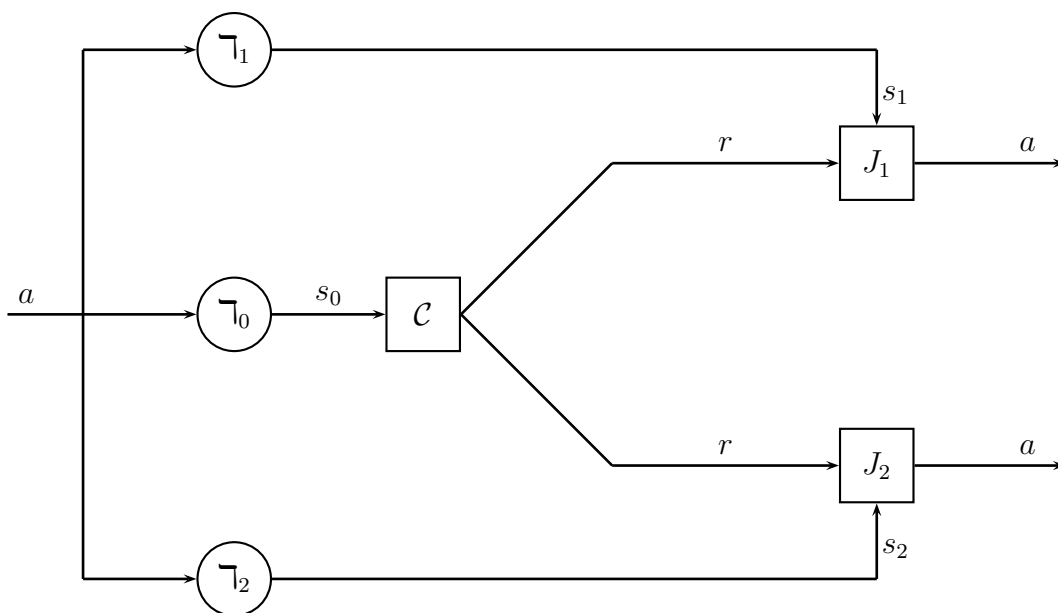 ℸ₁
s₁
r
J₁
a
a
ℸ₀
s₀
𝒞
r
J₂
a
s₂
ℸ₂